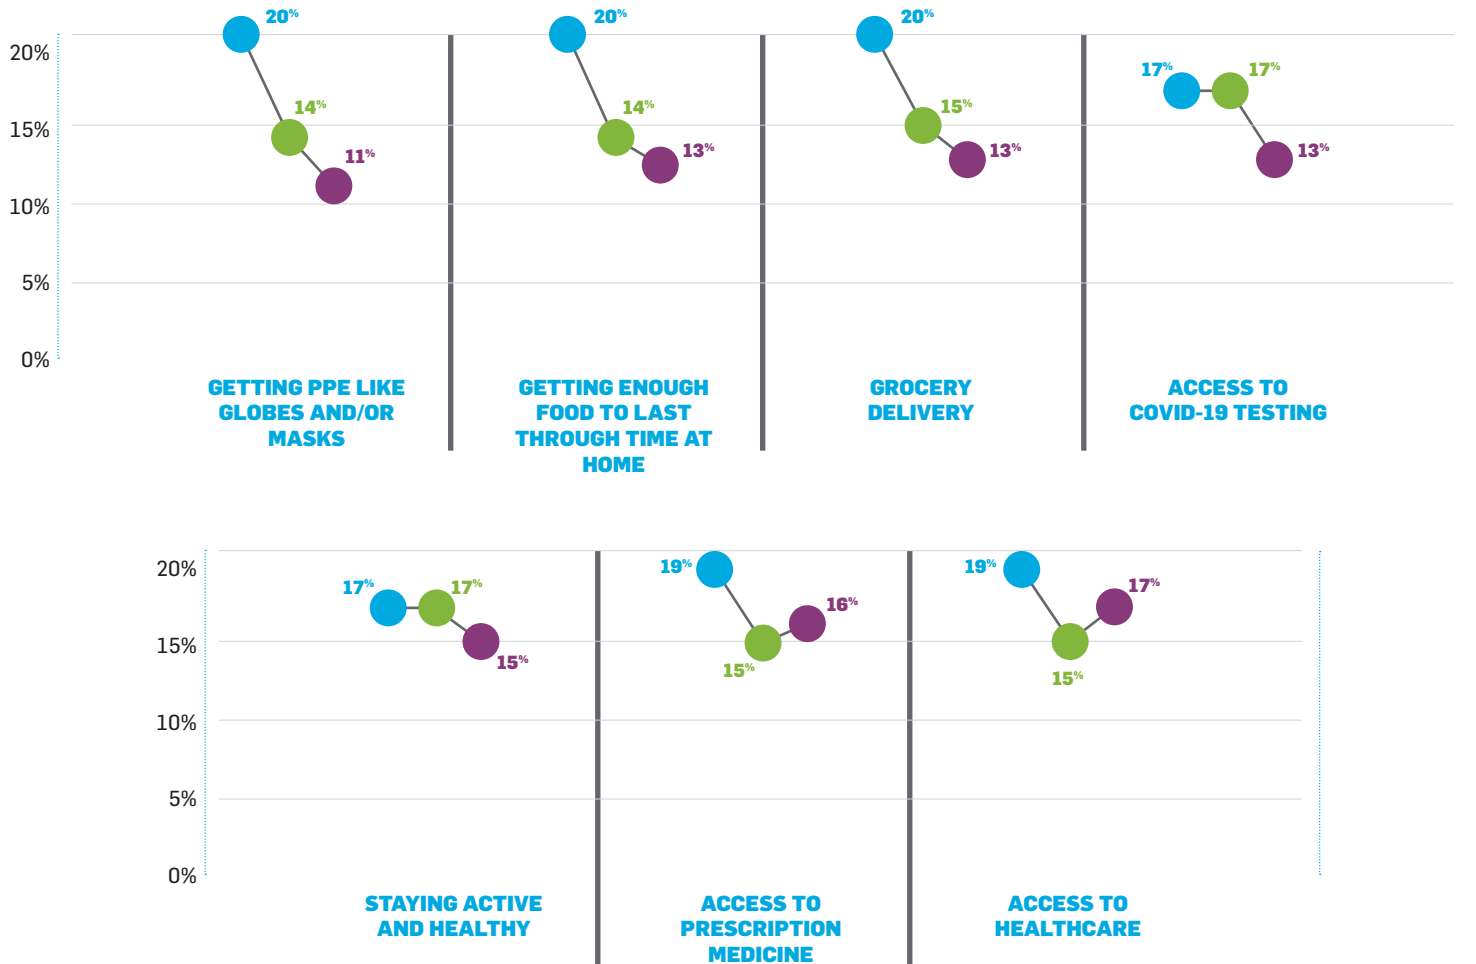 20%
20%
20%
20%
17%
17%
14%
14%
15%
15%
11%
13%
13%
13%
10%
5%
0%
GETTING PPE LIKE
GLOBES AND/OR
MASKS
GETTING ENOUGH
FOOD TO LAST
THROUGH TIME AT
HOME
GROCERY
DELIVERY
ACCESS TO
COVID-19 TESTING
20%
19%
19%
17%
17%
17%
16%
15%
15%
15%
15%
10%
5%
0%
STAYING ACTIVE
AND HEALTHY
ACCESS TO
PRESCRIPTION
MEDICINE
ACCESS TO
HEALTHCARE